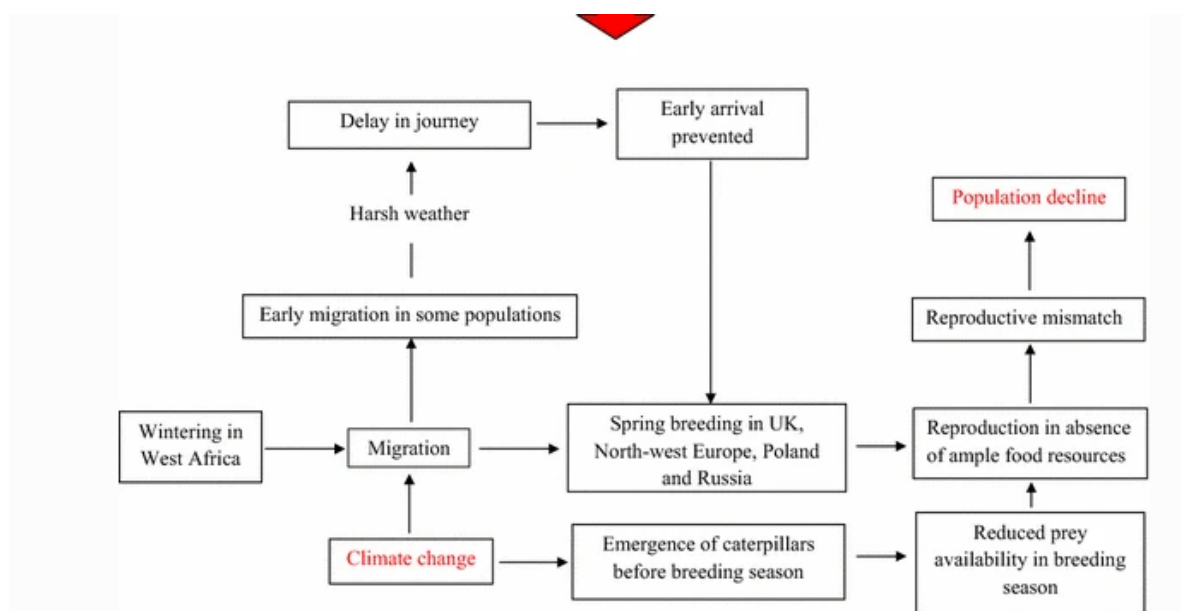 Delay in journey
Early arrival
prevented
Population decline
Harsh weather
Early migration in some populations
Reproductive mismatch
Wintering in
West Africa
Migration
Spring breeding in UK,
North-west Europe, Poland
and Russia
Reproduction in absence
of ample food resources
Climate change
Emergence of caterpillars
before breeding season
Reduced prey
availability in breeding
season